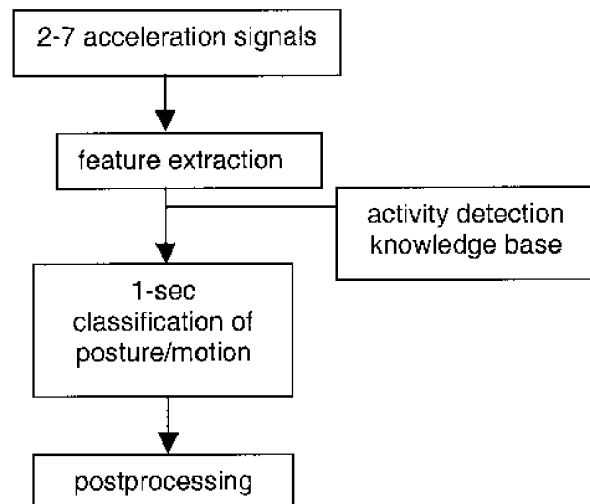 2-7 acceleration signals
feature extraction
activity detection
knowledge base
1-sec
classification of
posture/motion
postprocessing